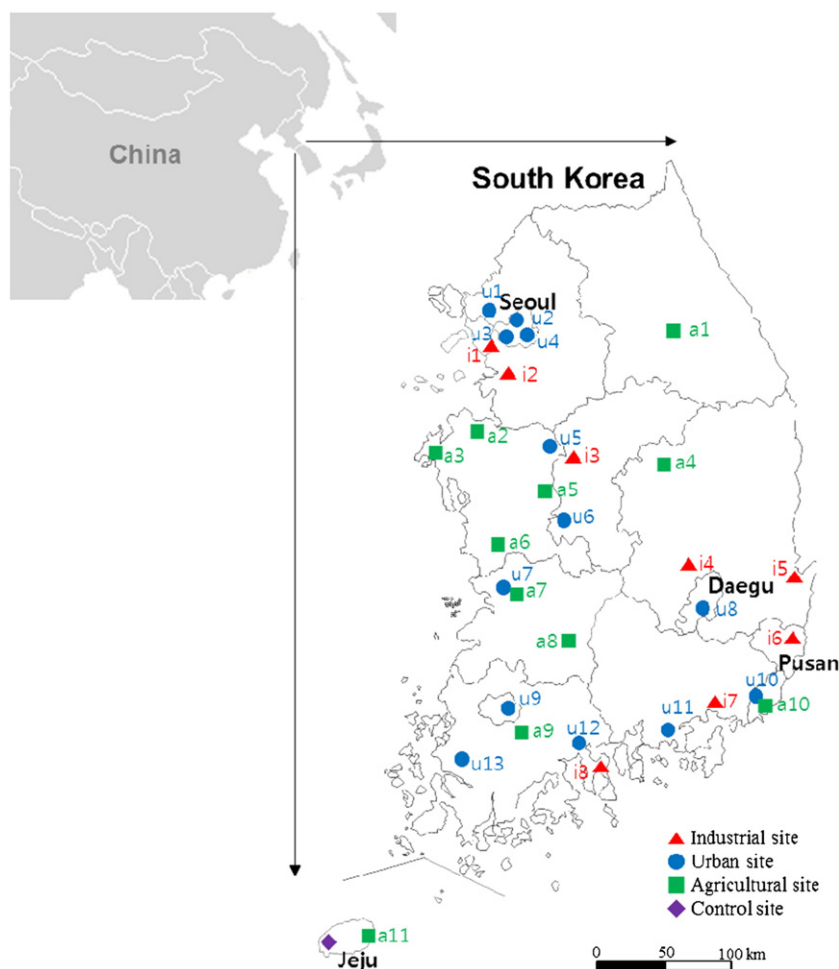 China
South Korea
u1
Seoul
u2
u3
u4
i1
i2
a1
a2
a3
u5
i3
a4
a5
u6
a6
u7
a7
i4
i5
Daegu
u8
a8
i6
Pusan
u9
a9
u10
a10
i7
u11
u12
u13
i8
Industrial site
Urban site
Agricultural site
Control site
a11
Jeju
0 50 100 km